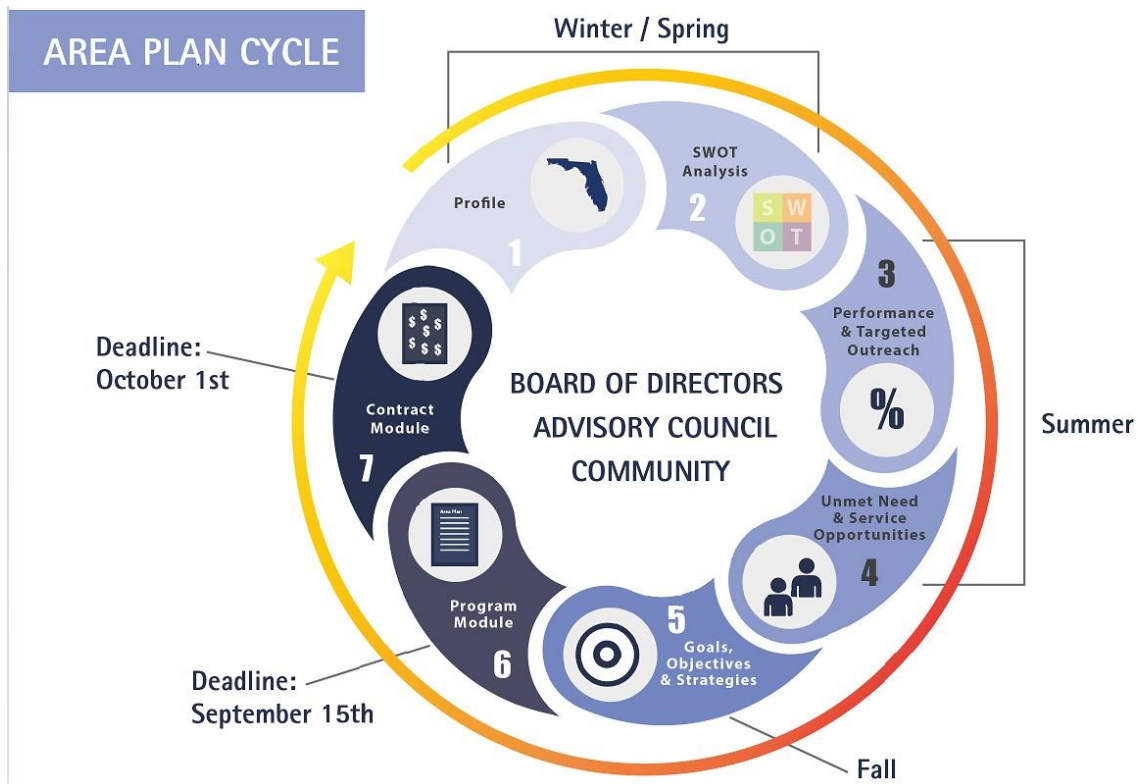 AREA PLAN CYCLE
Winter / Spring
Profile
1
SWOT
Analysis
2
S W
O T
3
Performance
& Targeted
Outreach
%
Summer
Unmet Need
& Service
Opportunities
4
5
Goals,
Objectives
& Strategies
Fall
Area Plan
Program
Module
6
Deadline:
September 15th
$ $
$ $
$ $
$ $ $
Contract
Module
7
Deadline:
October 1st
BOARD OF DIRECTORS
ADVISORY COUNCIL
COMMUNITY